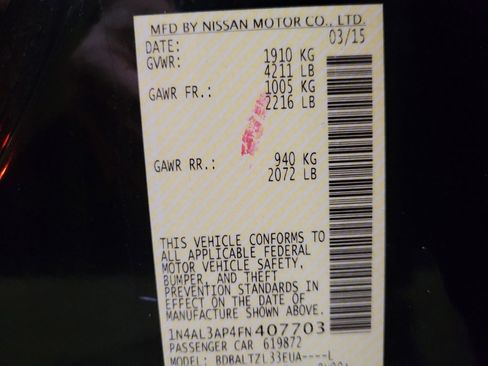 MFD BY NISSAN MOTOR CO., LTD.
DATE: 03/15
GVWR: 1910 KG
4211 LB
GAWR FR.: 1005 KG
2216 LB
GAWR RR.: 940 KG
2072 LB
THIS VEHICLE CONFORMS TO
ALL APPLICABLE FEDERAL
MOTOR VEHICLE SAFETY,
BUMPER, AND THEFT
PREVENTION STANDARDS IN
EFFECT ON THE DATE OF
MANUFACTURE SHOWN ABOVE.
1N4AL3AP4FN407703
PASSENGER CAR 619872
MODEL: BDBALTZL33EUA----L